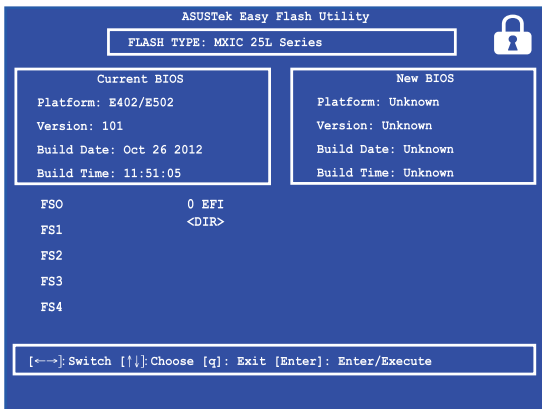 ASUSTek Easy Flash Utility
FLASH TYPE: MXIC 25L Series
Current BIOS
Platform: E402/E502
Version: 101
Build Date: Oct 26 2012
Build Time: 11:51:05
New BIOS
Platform: Unknown
Version: Unknown
Build Date: Unknown
Build Time: Unknown
FSO
FS1
FS2
FS3
FS4
0 EFI
<DIR>
[←→]: Switch [↑↓]: Choose [q]: Exit [Enter]: Enter/Execute